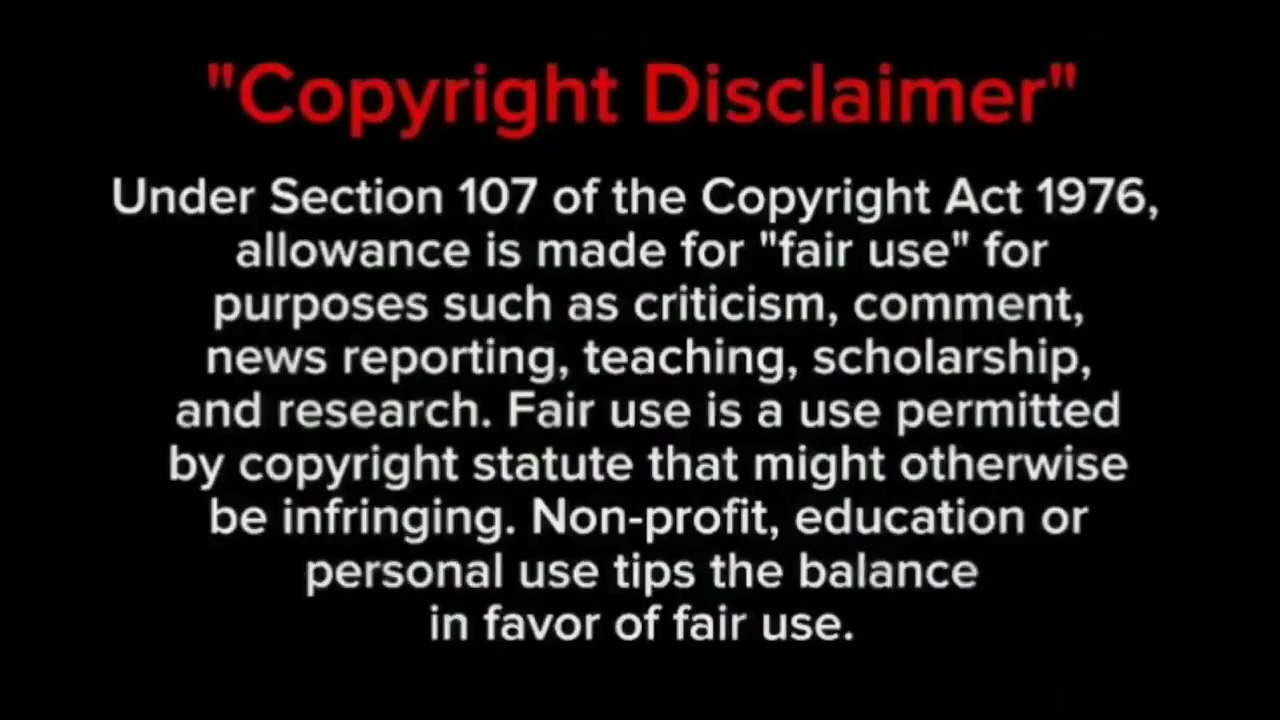 "Copyright Disclaimer"
Under Section 107 of the Copyright Act 1976,
allowance is made for "fair use" for
purposes such as criticism, comment,
news reporting, teaching, scholarship,
and research. Fair use is a use permitted
by copyright statute that might otherwise
be infringing. Non-profit, education or
personal use tips the balance
in favor of fair use.